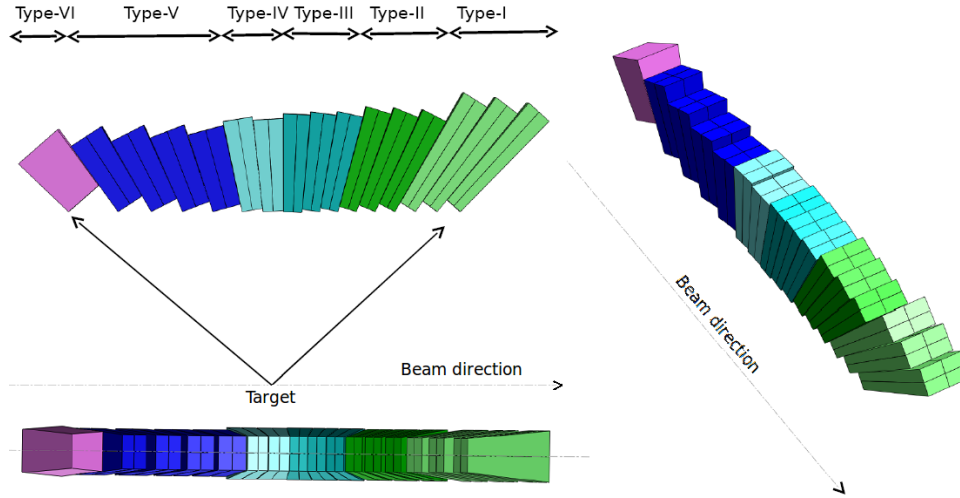 Type-VI Type-V Type-IV Type-III Type-II Type-I
Beam direction
Target
Beam direction